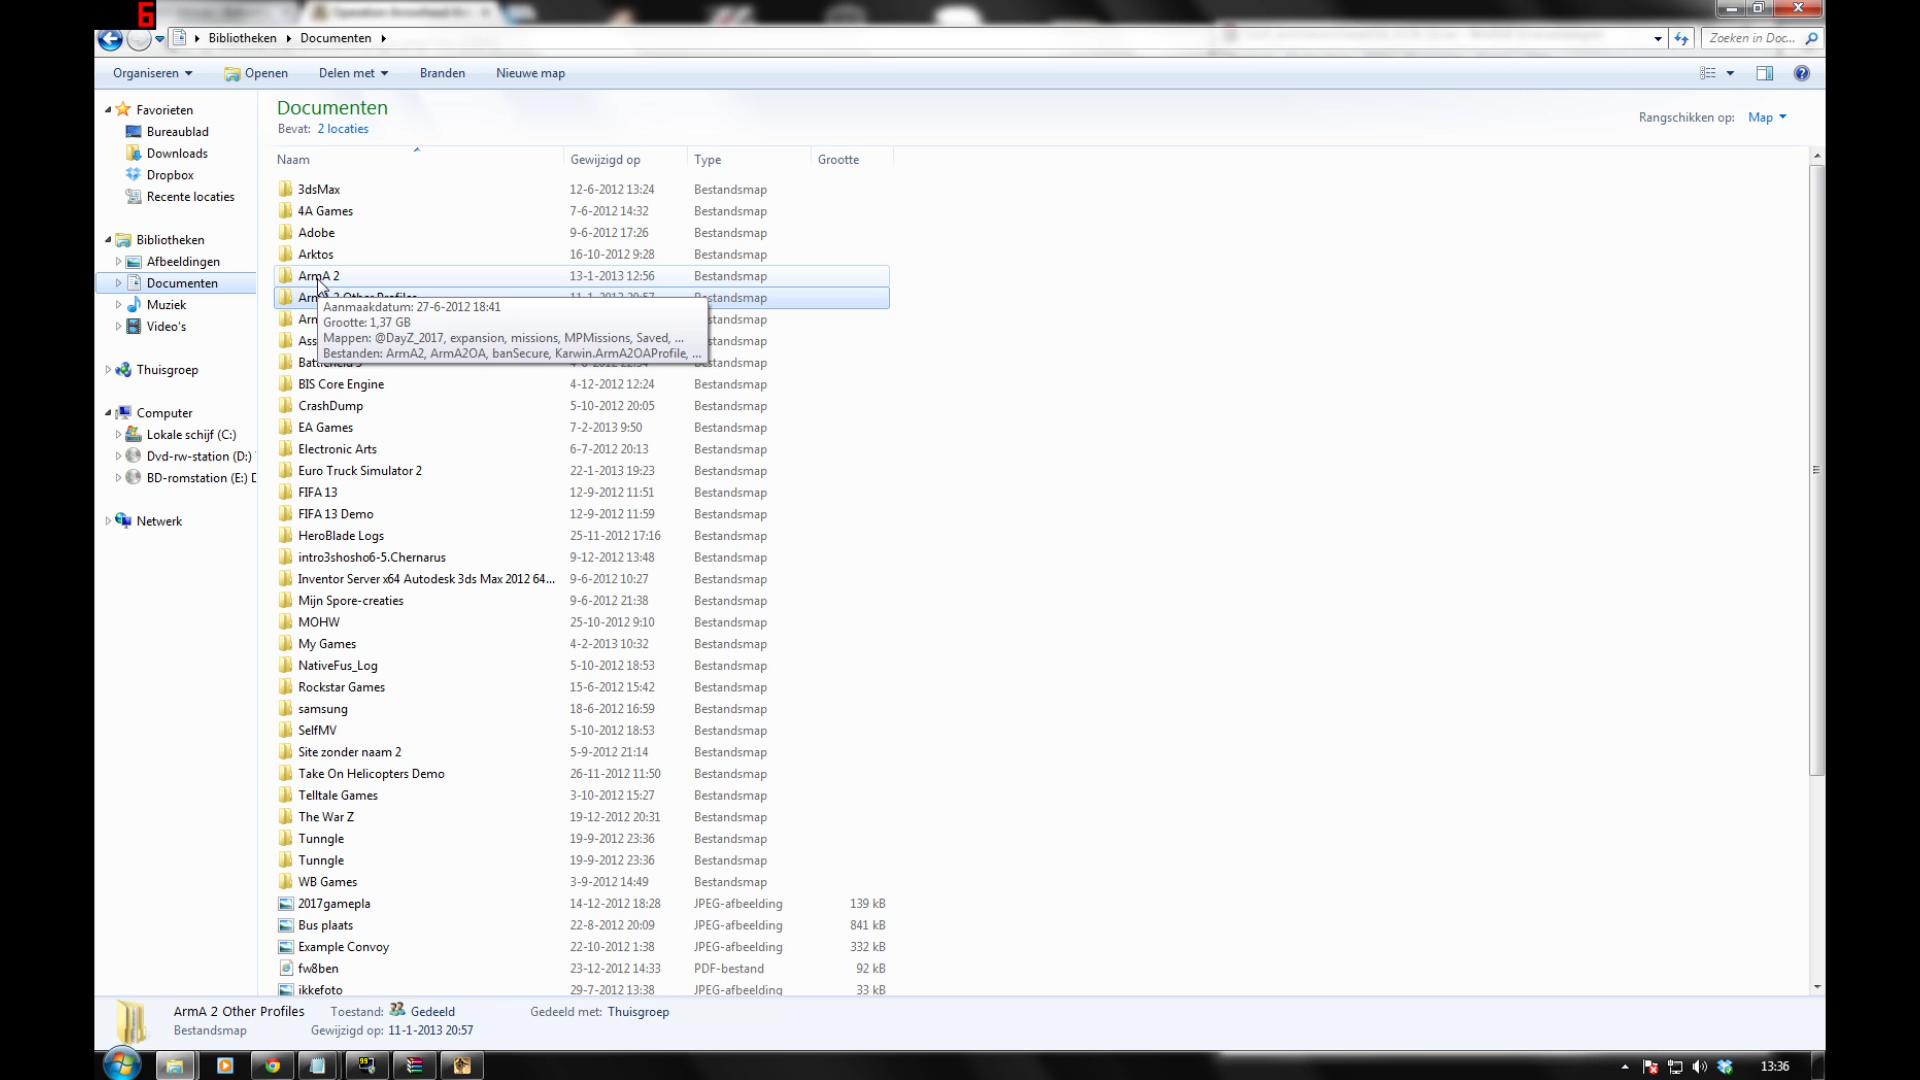 6
Bibliotheken Documenten
Zoeken in Doc...
Organiseren Openen Delen met Branden Nieuwe map
Favorieten
Bureaublad
Downloads
Dropbox
Recente locaties
Bibliotheken
Afbeeldingen
Documenten
Muziek
Video's
Thuisgroep
Computer
Lokale schijf (C:)
Dvd-rw-station (D:)
BD-romstation (E:) D
Netwerk
Documenten
Bevat: 2 locaties
Rangschikken op: Map
Naam Gewijzigd op Type Grootte
3dsMax 12-6-2012 13:24 Bestandsmap
4A Games 7-6-2012 14:32 Bestandsmap
Adobe 9-6-2012 17:26 Bestandsmap
Arktos 16-10-2012 9:28 Bestandsmap
ArmA 2 13-1-2013 12:56 Bestandsmap
ArmA 2 Other Profiles 11-1-2013 20:57 Bestandsmap
Aanmaakdatum: 27-6-2012 18:41
Grootte: 1,37 GB
Mappen: @DayZ_2017, expansion, missions, MPMissions, Saved, ...
Bestanden: ArmA2, ArmA2OA, banSecure, Karwin.ArmA2OAProfile, ...
Arm Bestandsmap
Ass Bestandsmap
Battlefield 3 Bestandsmap
BIS Core Engine 4-12-2012 12:24 Bestandsmap
CrashDump 5-10-2012 20:05 Bestandsmap
EA Games 7-2-2013 9:50 Bestandsmap
Electronic Arts 6-7-2012 20:13 Bestandsmap
Euro Truck Simulator 2 22-1-2013 19:23 Bestandsmap
FIFA 13 12-9-2012 11:51 Bestandsmap
FIFA 13 Demo 12-9-2012 11:59 Bestandsmap
HeroBlade Logs 25-11-2012 17:16 Bestandsmap
intro3shosho6-5.Chernarus 9-12-2012 13:48 Bestandsmap
Inventor Server x64 Autodesk 3ds Max 2012 64... 9-6-2012 10:27 Bestandsmap
Mijn Spore-creaties 9-6-2012 21:38 Bestandsmap
MOHW 25-10-2012 9:10 Bestandsmap
My Games 4-2-2013 10:32 Bestandsmap
NativeFus_Log 5-10-2012 18:53 Bestandsmap
Rockstar Games 15-6-2012 15:42 Bestandsmap
samsung 18-6-2012 16:59 Bestandsmap
SelfMV 5-10-2012 18:53 Bestandsmap
Site zonder naam 2 5-9-2012 21:14 Bestandsmap
Take On Helicopters Demo 26-11-2012 11:50 Bestandsmap
Telltale Games 3-10-2012 15:27 Bestandsmap
The War Z 19-12-2012 20:31 Bestandsmap
Tunngle 19-9-2012 23:36 Bestandsmap
Tunngle 19-9-2012 23:36 Bestandsmap
WB Games 3-9-2012 14:49 Bestandsmap
2017gamepla 14-12-2012 18:28 JPEG-afbeelding 139 kB
Bus plaats 22-8-2012 20:09 JPEG-afbeelding 841 kB
Example Convoy 22-10-2012 1:38 JPEG-afbeelding 332 kB
fw8ben 23-12-2012 14:33 PDF-bestand 92 kB
ikkefoto 29-7-2012 13:38 JPEG-afbeelding 33 kB
ArmA 2 Other Profiles Toestand: Gedeeld Gedeeld met: Thuisgroep
Bestandsmap Gewijzigd op: 11-1-2013 20:57
13:36